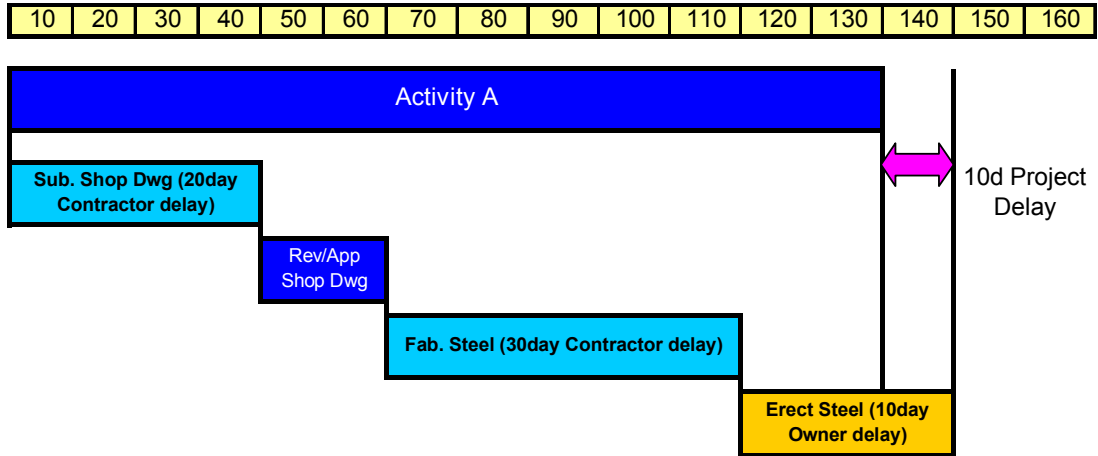 10 20 30 40 50 60 70 80 90 100 110 120 130 140 150 160
Activity A
Sub. Shop Dwg (20day
Contractor delay)
10d Project
Delay
Rev/App
Shop Dwg
Fab. Steel (30day Contractor delay)
Erect Steel (10day
Owner delay)